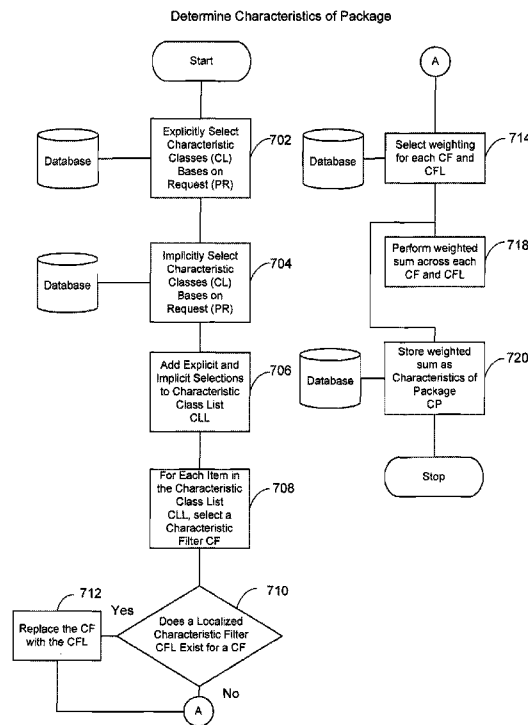 Determine Characteristics of Package
Start
Database
Explicitly Select
Characteristic
Classes (CL)
Bases on
Request (PR)
702
Database
Implicitly Select
Characteristic
Classes (CL)
Bases on
Request (PR)
704
Add Explicit and
Implicit Selections
to Characteristic
Class List
CLL
706
For Each Item in
the Characteristic
Class List
CLL, select a
Characteristic
Filter CF
708
710
Does a Localized
Characteristic Filter
CFL Exist for a CF
Yes
712
Replace the CF
with the CFL
No
A
A
Database
Select weighting
for each CF and
CFL
714
Perform weighted
sum across each
CF and CFL
718
Database
Store weighted
sum as
Characteristics of
Package
CP
720
Stop